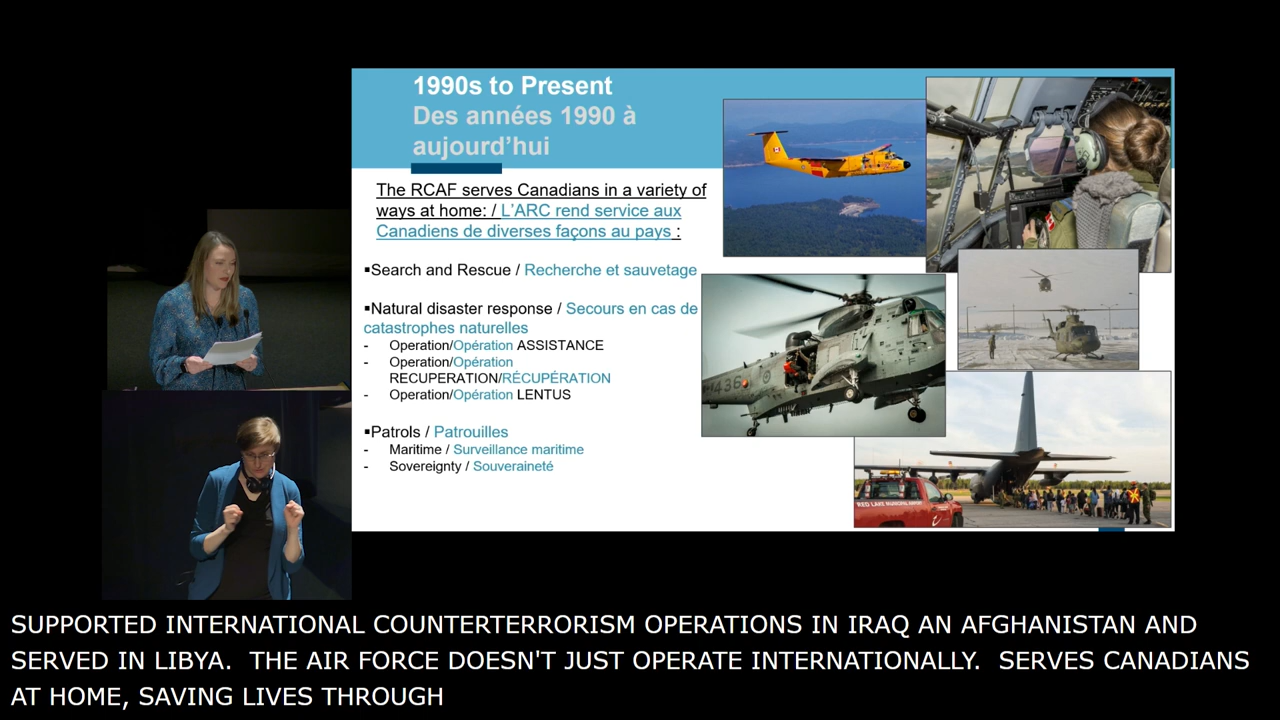 1990s to Present
Des années 1990 à
aujourd'hui
The RCAF serves Canadians in a variety of
ways at home: / L'ARC rend service aux
Canadiens de diverses façons au pays :
▪Search and Rescue / Recherche et sauvetage
▪Natural disaster response / Secours en cas de
catastrophes naturelles
- Operation/Opération ASSISTANCE
- Operation/Opération
RECUPERATION/RÉCUPÉRATION
- Operation/Opération LENTUS
▪Patrols / Patrouilles
- Maritime / Surveillance maritime
- Sovereignty / Souveraineté
RED LAKE MUNICIPAL AIRPORT
SUPPORTED INTERNATIONAL COUNTERTERRORISM OPERATIONS IN IRAQ AN AFGHANISTAN AND
SERVED IN LIBYA.  THE AIR FORCE DOESN'T JUST OPERATE INTERNATIONALLY.  SERVES CANADIANS
AT HOME, SAVING LIVES THROUGH